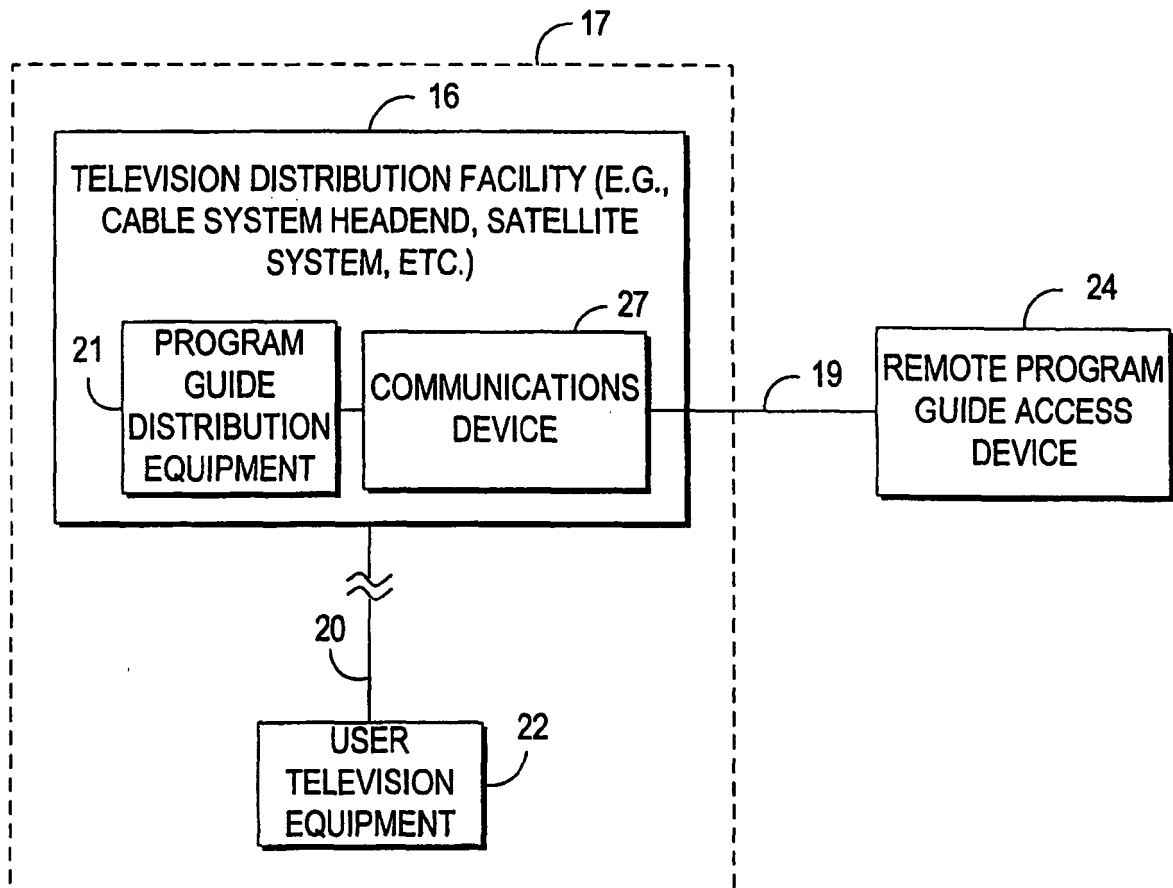 17
16
TELEVISION DISTRIBUTION FACILITY (E.G.,
CABLE SYSTEM HEADEND, SATELLITE
SYSTEM, ETC.)
21
PROGRAM
GUIDE
DISTRIBUTION
EQUIPMENT
27
COMMUNICATIONS
DEVICE
19
24
REMOTE PROGRAM
GUIDE ACCESS
DEVICE
20
22
USER
TELEVISION
EQUIPMENT